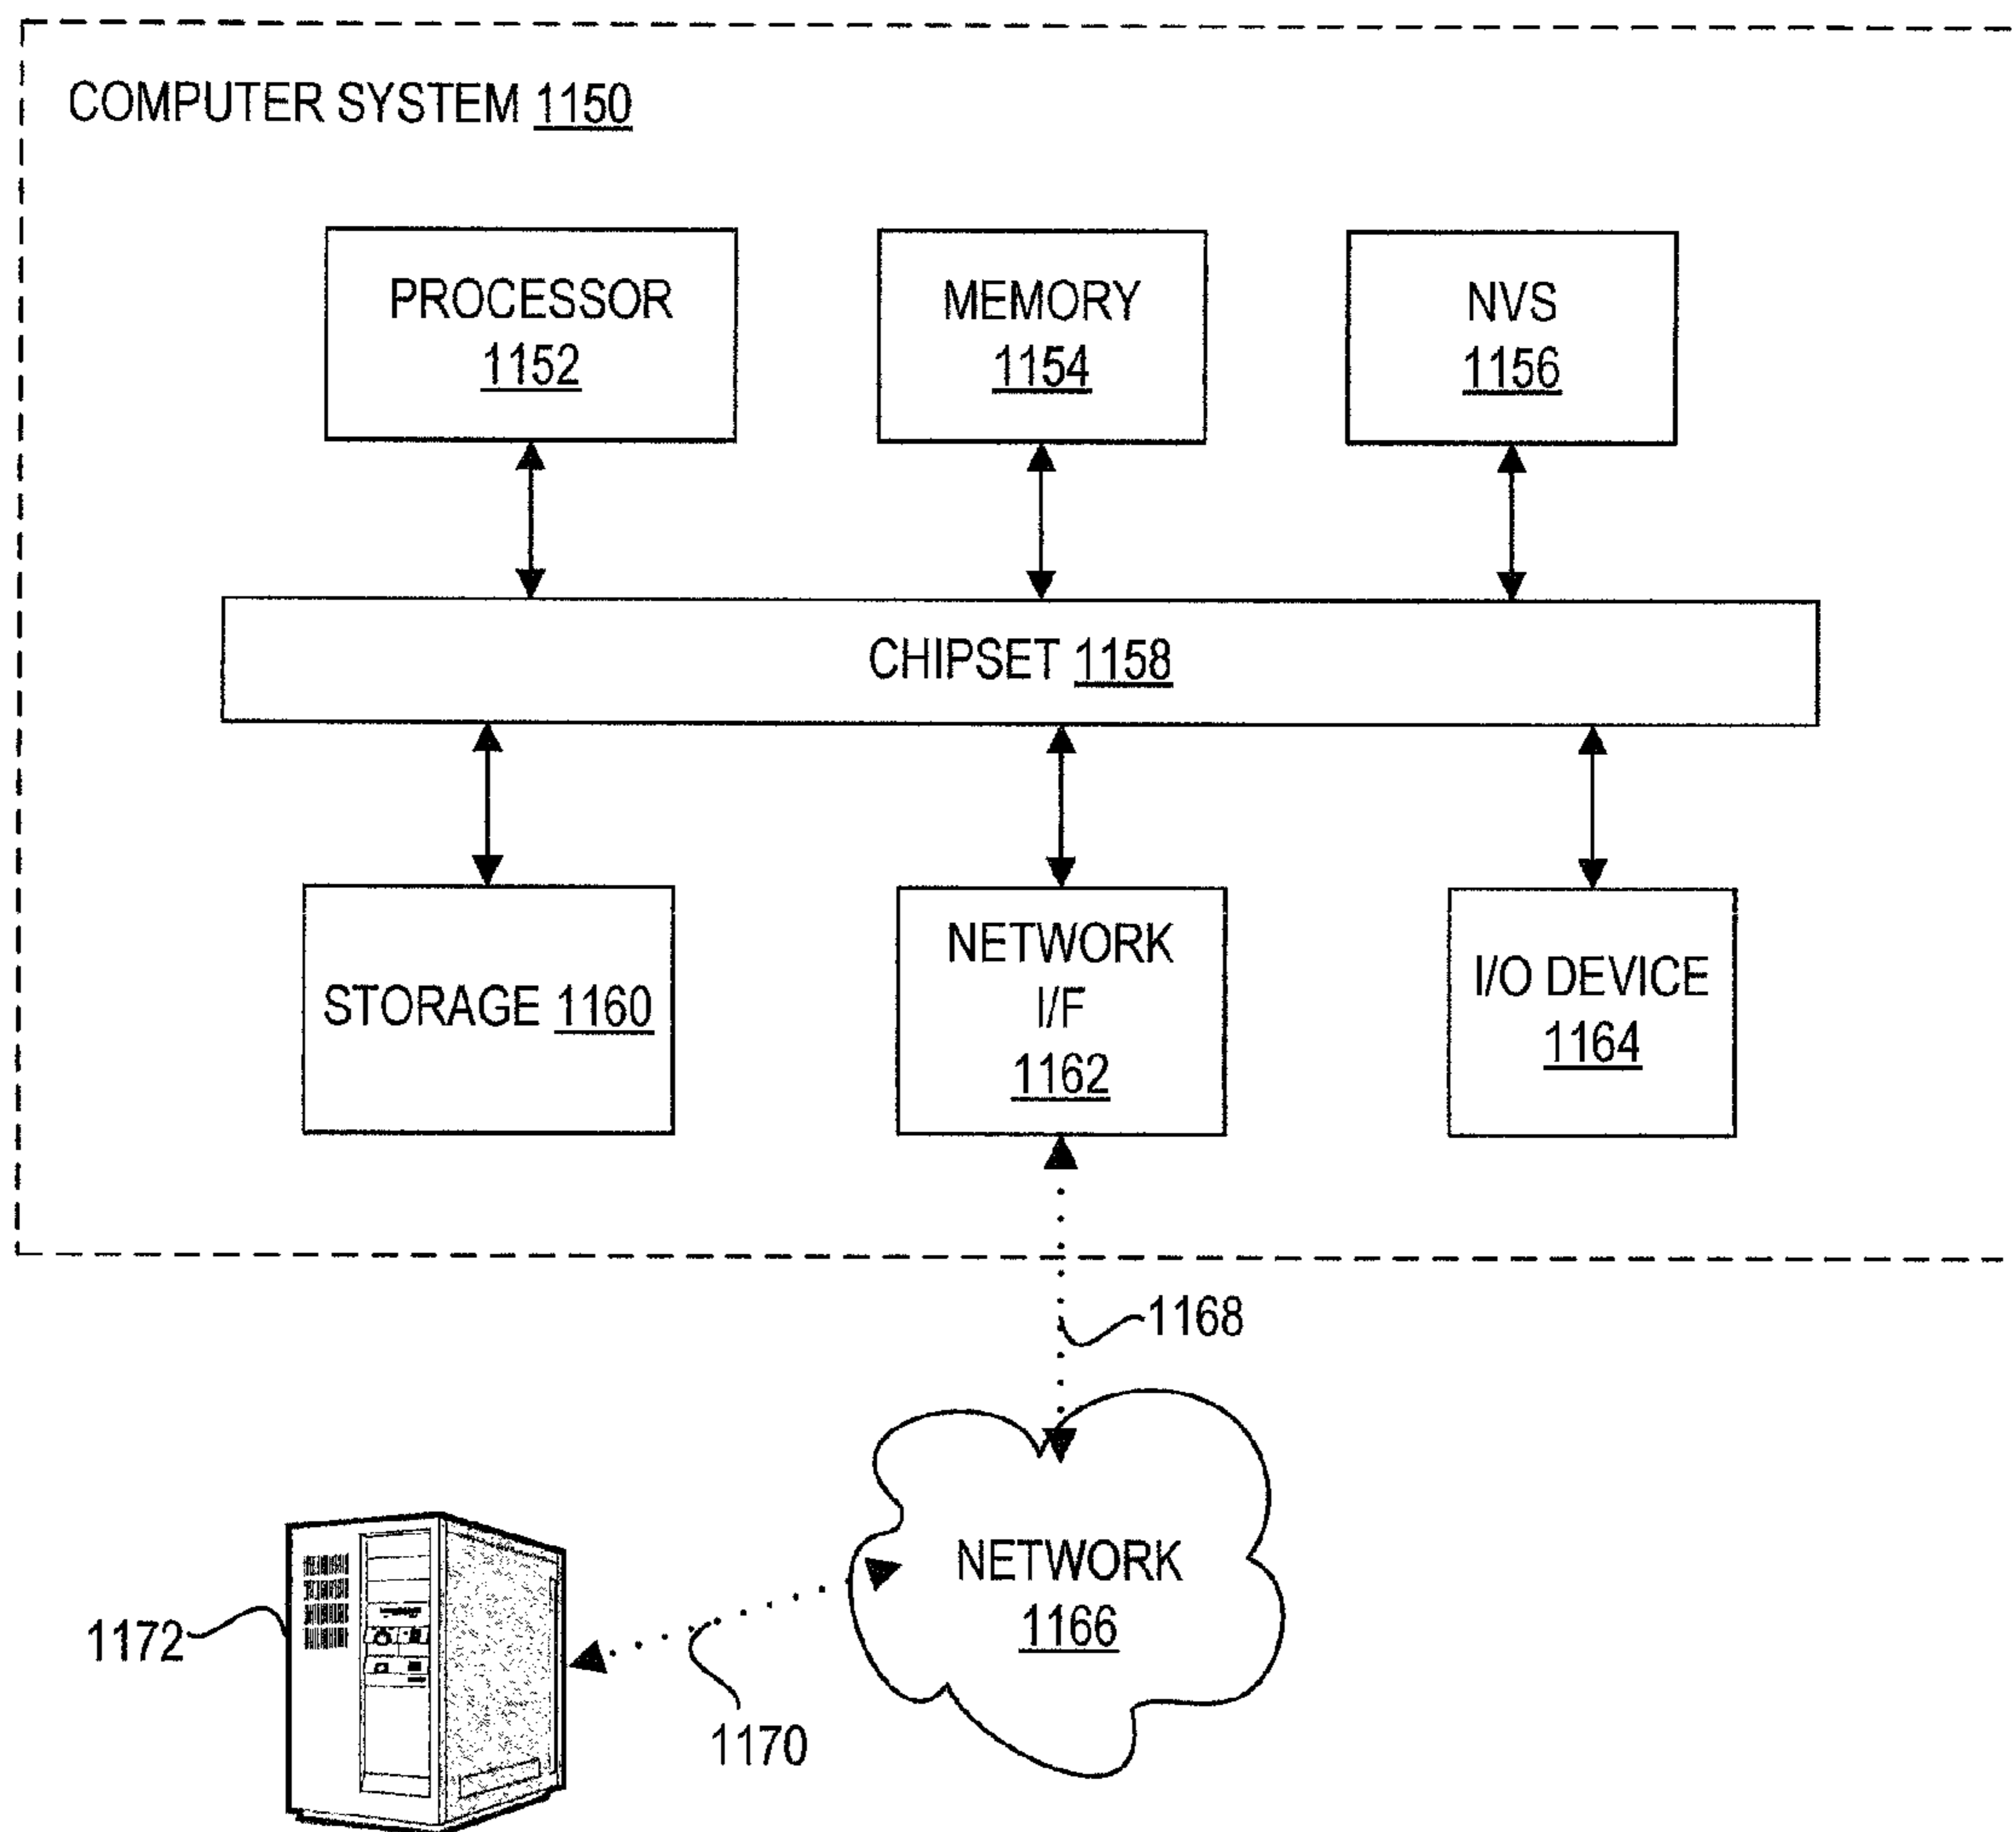 COMPUTER SYSTEM 1150
PROCESSOR
1152
MEMORY
1154
NVS
1156
CHIPSET 1158
STORAGE 1160
NETWORK
I/F
1162
I/O DEVICE
1164
1168
NETWORK
1166
1172
1170